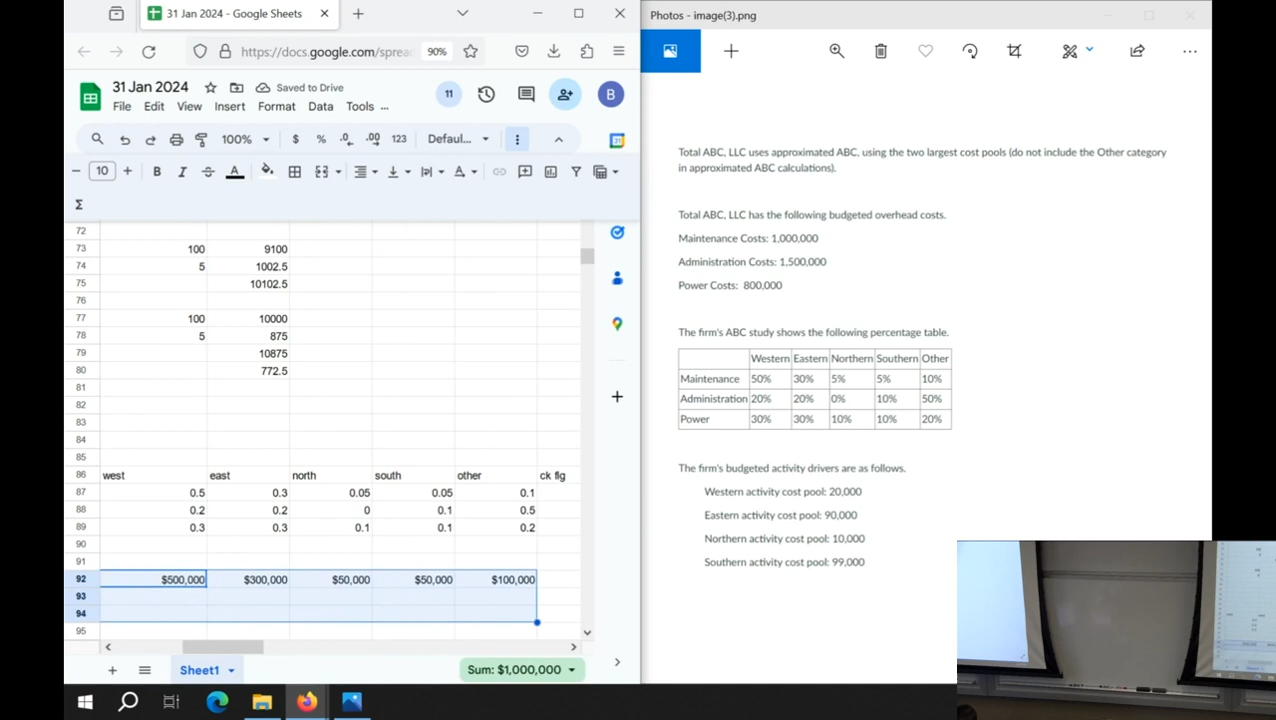 31 Jan 2024 - Google Sheets
https://docs.google.com/sprea
90%
31 Jan 2024
Saved to Drive
File Edit View Insert Format Data Tools ...
11
B
100%
$ % .0 .00 123 Defaul...
10 B I S A
Σ
72
73 100 9100
74 5 1002.5
75 10102.5
76
77 100 10000
78 5 875
79 10875
80 772.5
81
82
83
84
85
86 west east north south other ck flg
87 0.5 0.3 0.05 0.05 0.1
88 0.2 0.2 0 0.1 0.5
89 0.3 0.3 0.1 0.1 0.2
90
91
92 $500,000 $300,000 $50,000 $50,000 $100,000
93
94
95
Sheet1
Sum: $1,000,000
Photos - image(3).png
Total ABC, LLC uses approximated ABC, using the two largest cost pools (do not include the Other category
in approximated ABC calculations).
Total ABC, LLC has the following budgeted overhead costs.
Maintenance Costs: 1,000,000
Administration Costs: 1,500,000
Power Costs: 800,000
The firm's ABC study shows the following percentage table.
Western Eastern Northern Southern Other
Maintenance 50% 30% 5% 5% 10%
Administration 20% 20% 0% 10% 50%
Power 30% 30% 10% 10% 20%
The firm's budgeted activity drivers are as follows.
Western activity cost pool: 20,000
Eastern activity cost pool: 90,000
Northern activity cost pool: 10,000
Southern activity cost pool: 99,000